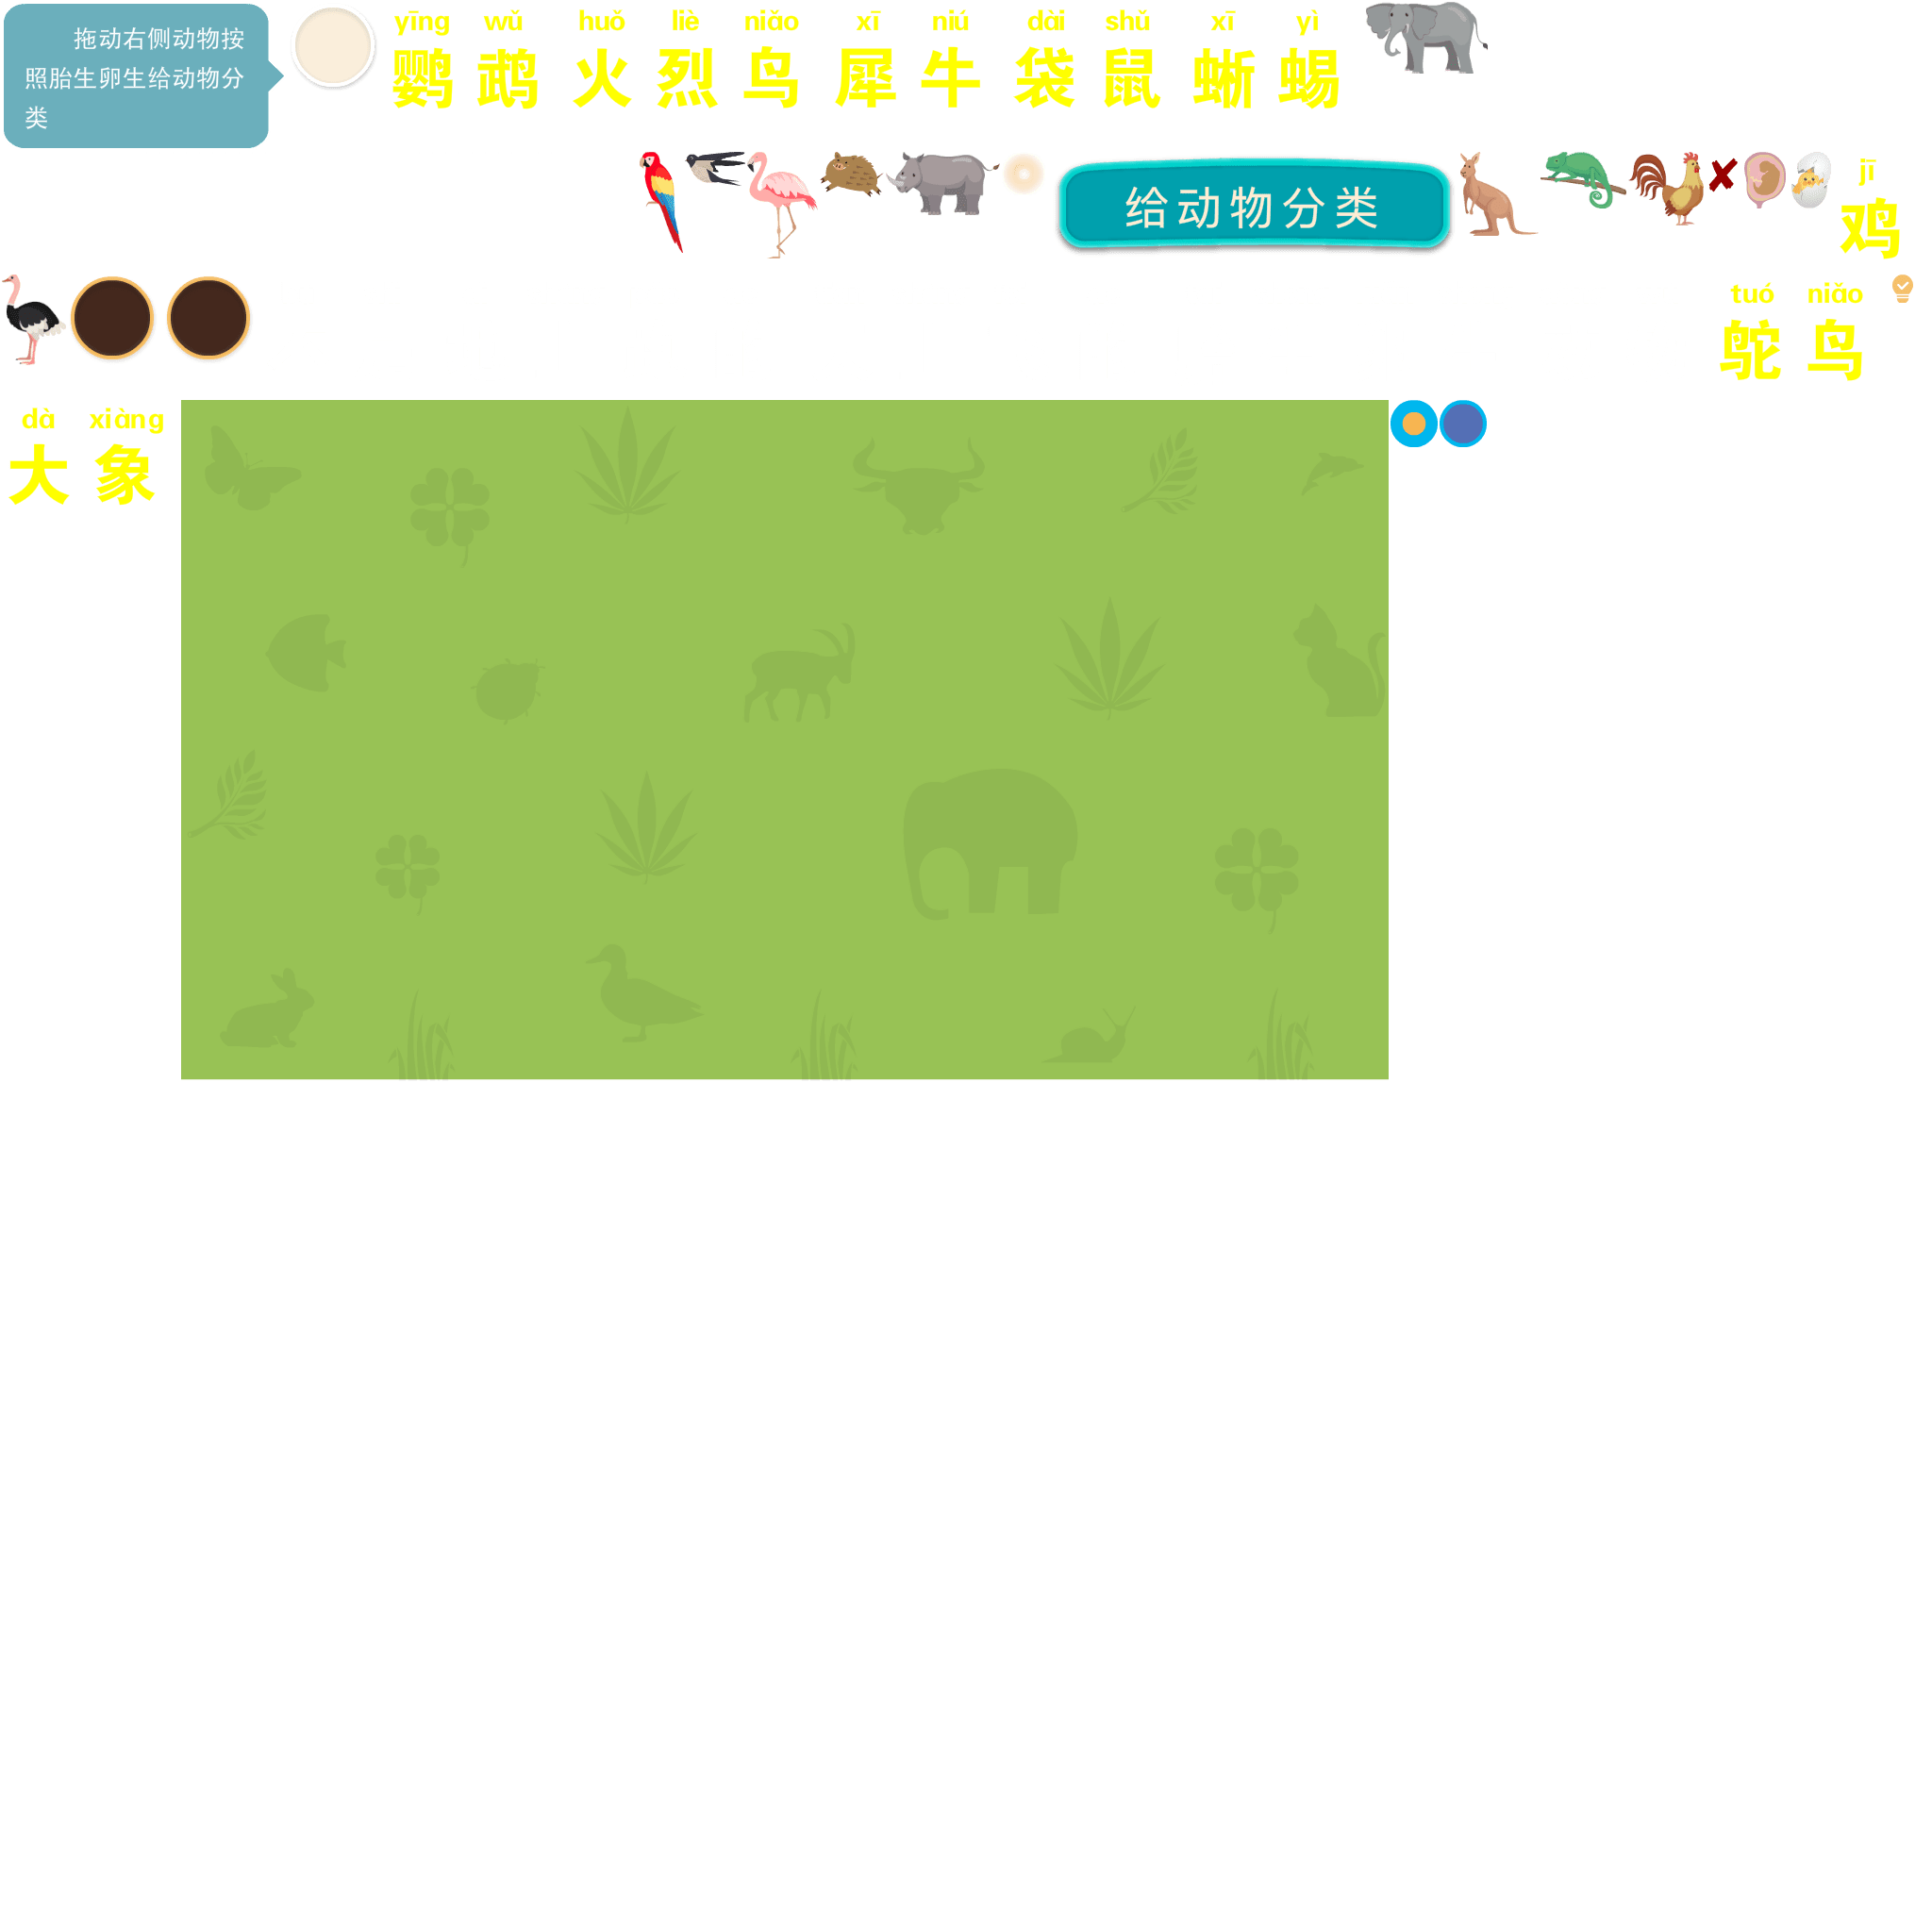 拖动右侧动物按
照胎生卵生给动物分
类
yīng wǔ
鹦鹉
huǒ liè niǎo
火烈鸟
xī niú
犀牛
dài shǔ
袋鼠
xī yì
蜥蜴
给动物分类
jī
鸡
tuó niǎo
鸵鸟
dà xiàng
大象